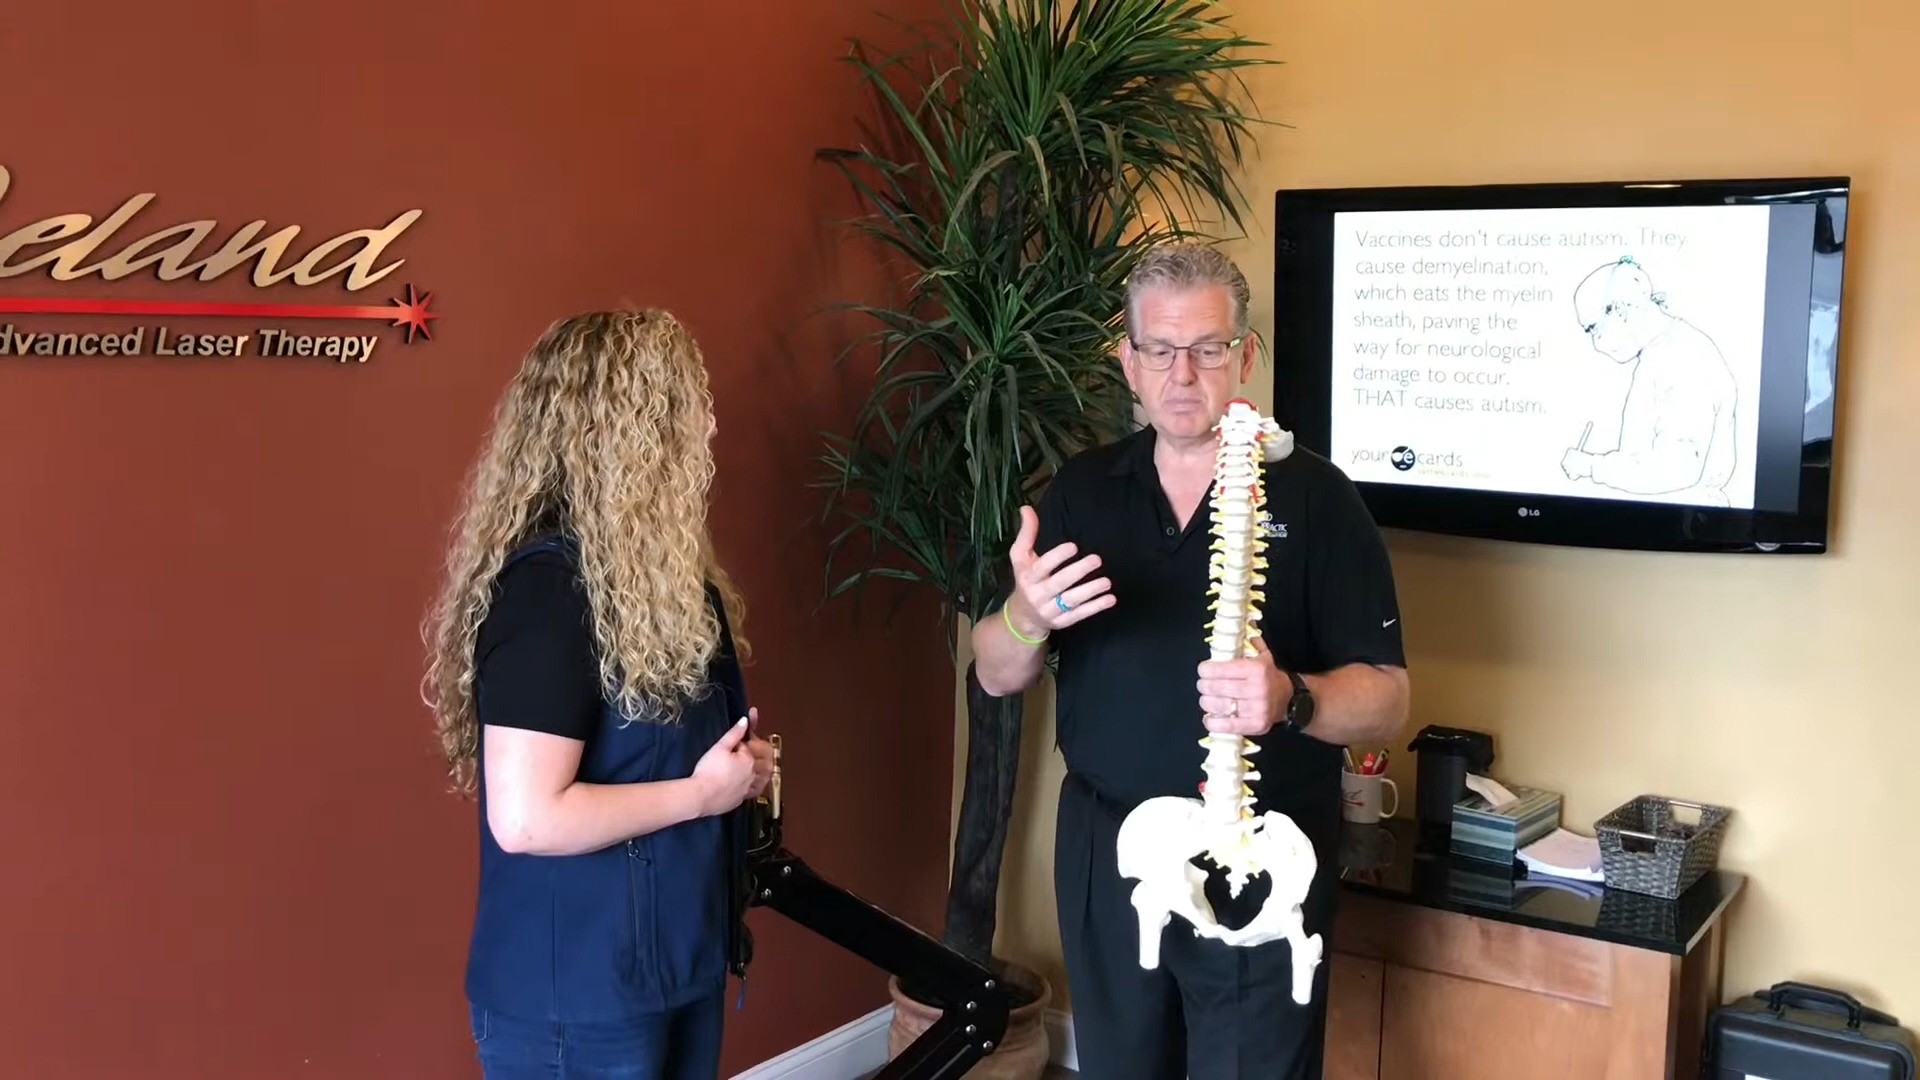 eland
dvanced Laser Therapy
Vaccines don't cause autism. They
cause demyelination,
which eats the myelin
sheath, paving the
way for neurological
damage to occur.
THAT causes autism.
your e cards
LG